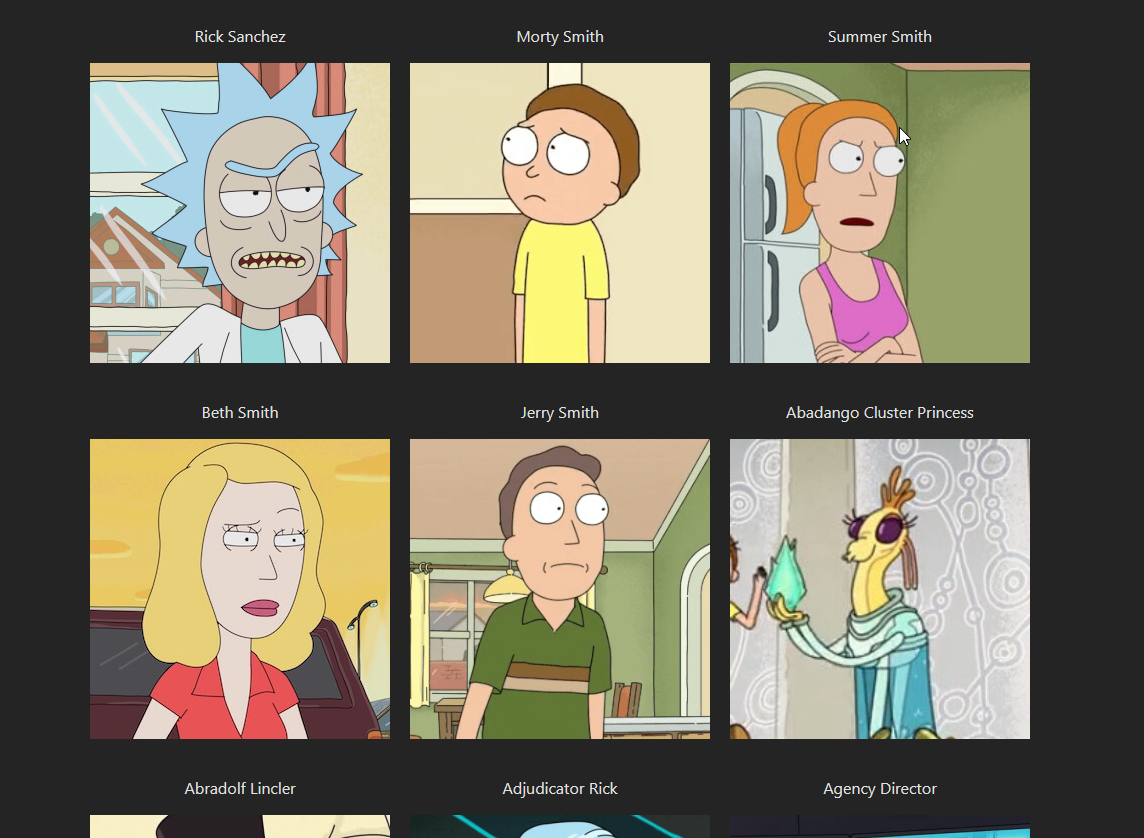 Rick Sanchez
Morty Smith
Summer Smith
Beth Smith
Jerry Smith
Abadango Cluster Princess
Abradolf Lincler
Adjudicator Rick
Agency Director